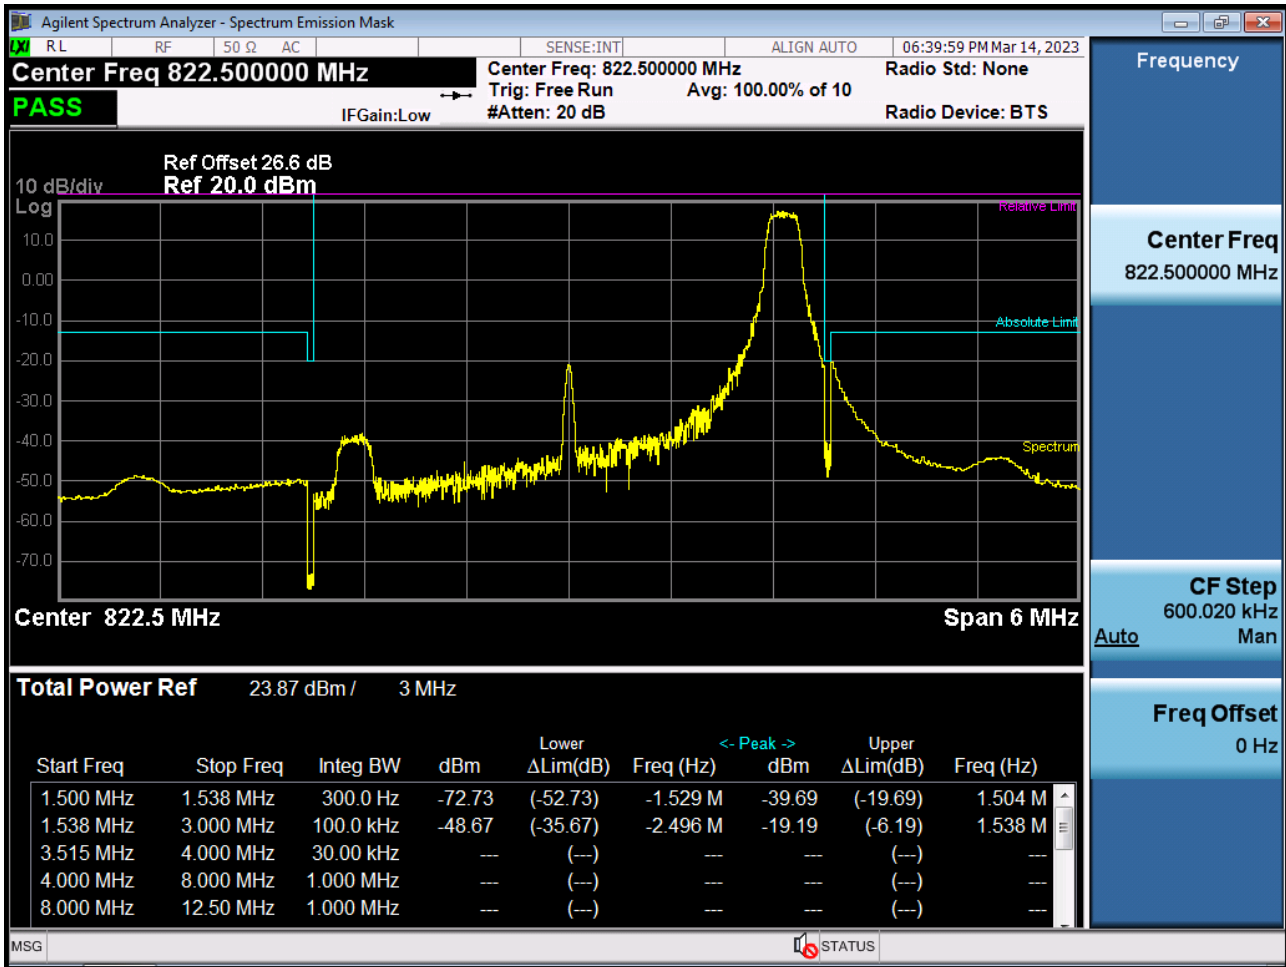 Agilent Spectrum Analyzer - Spectrum Emission Mask
LXI RL RF 50 Ω AC SENSE:INT ALIGN AUTO 06:39:59 PM Mar 14, 2023
Center Freq 822.500000 MHz
PASS
IFGain:Low
Center Freq: 822.500000 MHz
Trig: Free Run Avg: 100.00% of 10
#Atten: 20 dB
Radio Std: None
Radio Device: BTS
Ref Offset 26.6 dB
10 dB/div Ref 20.0 dBm
Log
Relative Limit
10.0
0.00
-10.0
Absolute Limit
-20.0
-30.0
-40.0
Spectrum
-50.0
-60.0
-70.0
Center 822.5 MHz Span 6 MHz
Total Power Ref 23.87 dBm / 3 MHz
Lower <- Peak -> Upper
Start Freq Stop Freq Integ BW dBm ΔLim(dB) Freq (Hz) dBm ΔLim(dB) Freq (Hz)
1.500 MHz 1.538 MHz 300.0 Hz -72.73 (-52.73) -1.529 M -39.69 (-19.69) 1.504 M
1.538 MHz 3.000 MHz 100.0 kHz -48.67 (-35.67) -2.496 M -19.19 (-6.19) 1.538 M
3.515 MHz 4.000 MHz 30.00 kHz --- (---) --- --- (---) ---
4.000 MHz 8.000 MHz 1.000 MHz --- (---) --- --- (---) ---
8.000 MHz 12.50 MHz 1.000 MHz --- (---) --- --- (---) ---
MSG STATUS
Frequency
Center Freq
822.500000 MHz
CF Step
600.020 kHz
Auto Man
Freq Offset
0 Hz